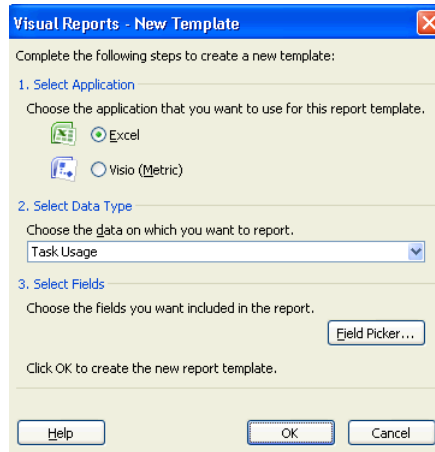 Visual Reports - New Template
Complete the following steps to create a new template:
1. Select Application
Choose the application that you want to use for this report template.
Excel
Visio (Metric)
2. Select Data Type
Choose the data on which you want to report.
Task Usage
3. Select Fields
Choose the fields you want included in the report.
Field Picker...
Click OK to create the new report template.
Help OK Cancel